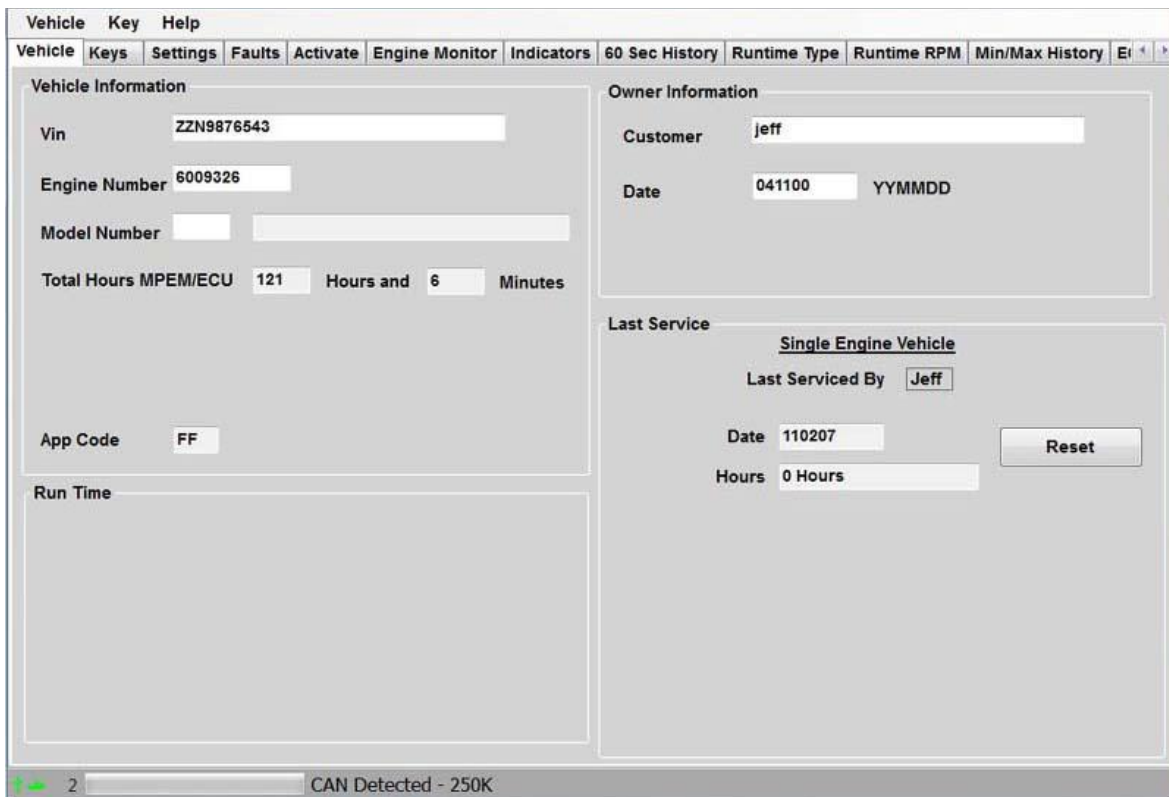 Vehicle Key Help
Vehicle Keys Settings Faults Activate Engine Monitor Indicators 60 Sec History Runtime Type Runtime RPM Min/Max History
Vehicle Information
Vin ZZN9876543
Engine Number 6009326
Model Number
Total Hours MPEM/ECU 121 Hours and 6 Minutes
App Code FF
Run Time
Owner Information
Customer jeff
Date 041100 YYMMDD
Last Service
Single Engine Vehicle
Last Serviced By Jeff
Date 110207
Reset
Hours 0 Hours
2 CAN Detected - 250K